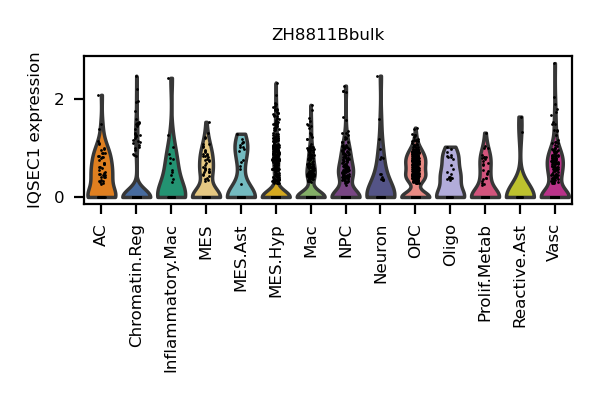 ZH8811Bbulk
IQSEC1 expression
2
0
AC
Chromatin.Reg
Inflammatory.Mac
MES
MES.Ast
MES.Hyp
Mac
NPC
Neuron
OPC
Oligo
Prolif.Metab
Reactive.Ast
Vasc